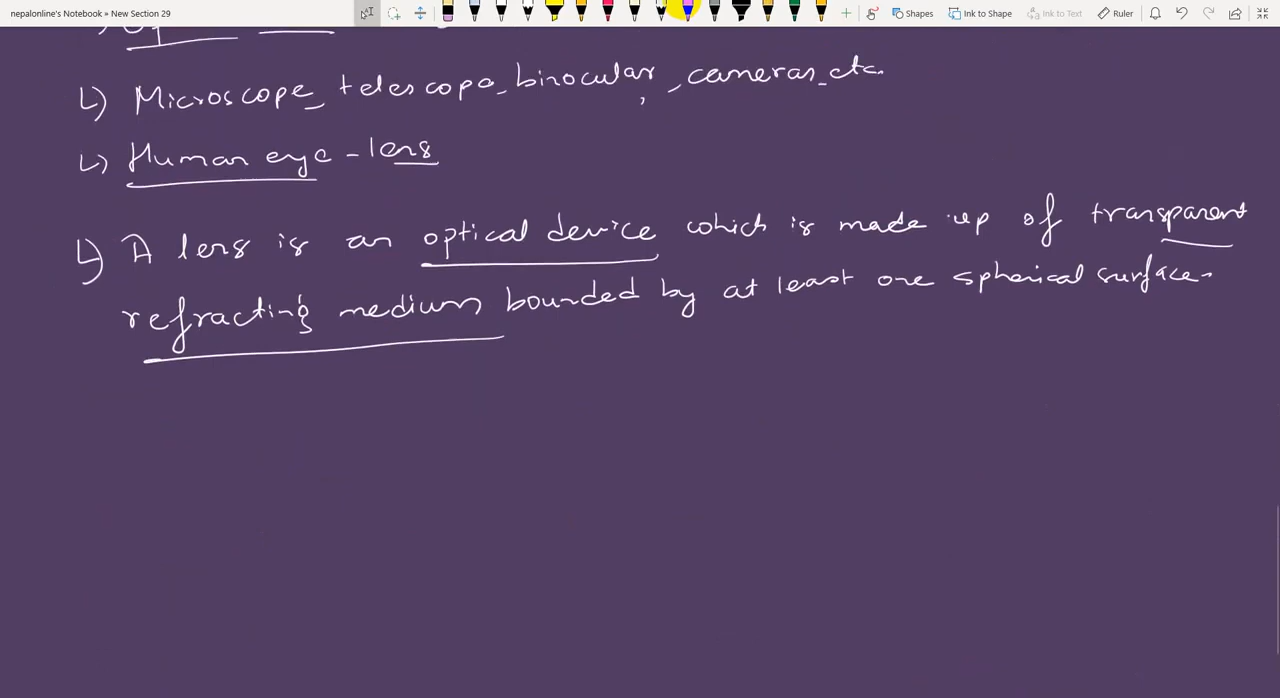 nepalonline's Notebook » New Section 29
Shapes Ink to Shape Ink to Text Ruler
↳ Microscope, telescope, binocular, cameras, etc.
↳ Human eye - lens
↳ A lens is an optical device which is made up of transparent
refracting medium bounded by at least one spherical surface.